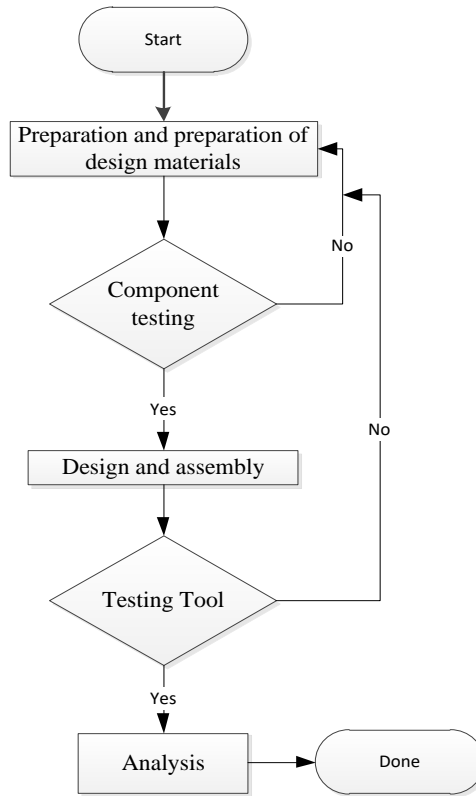 Start
Preparation and preparation of
design materials
No
Component
testing
Yes
Design and assembly
No
Testing Tool
Yes
Analysis
Done